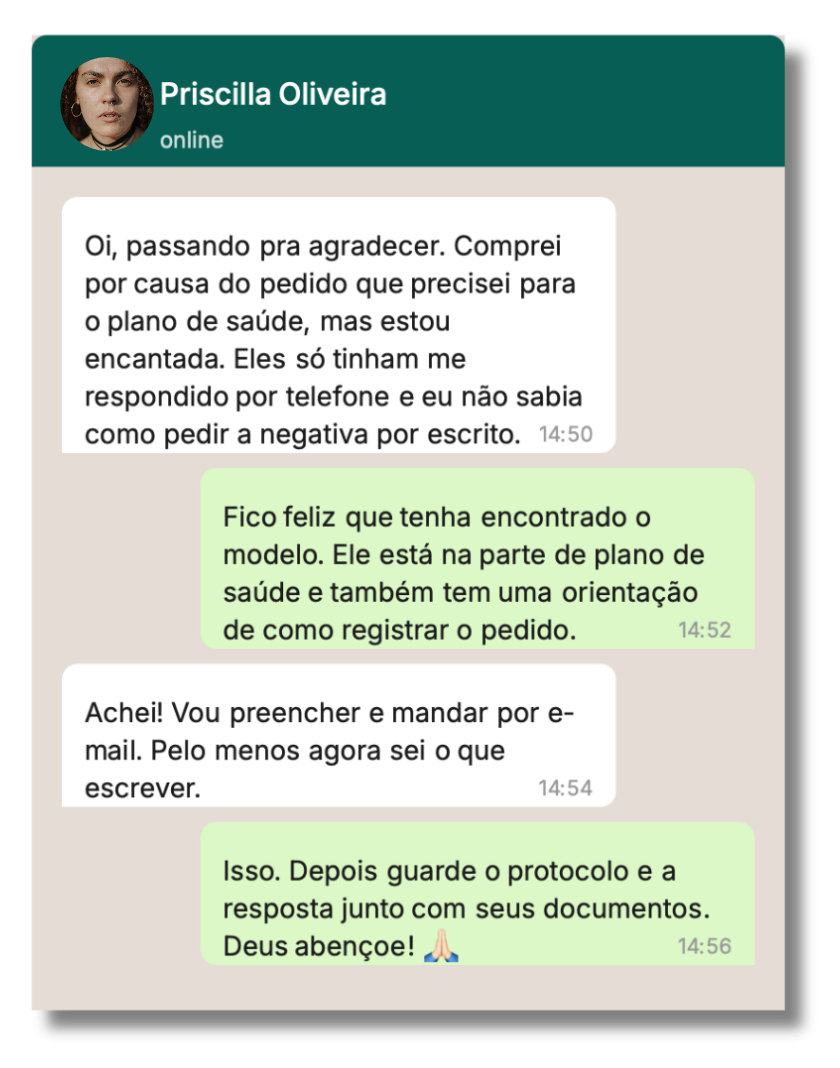 Priscilla Oliveira
online
Oi, passando pra agradecer. Comprei
por causa do pedido que precisei para
o plano de saúde, mas estou
encantada. Eles só tinham me
respondido por telefone e eu não sabia
como pedir a negativa por escrito. 14:50
Fico feliz que tenha encontrado o
modelo. Ele está na parte de plano de
saúde e também tem uma orientação
de como registrar o pedido. 14:52
Achei! Vou preencher e mandar por e-
mail. Pelo menos agora sei o que
escrever. 14:54
Isso. Depois guarde o protocolo e a
resposta junto com seus documentos.
Deus abençoe! 🙏🏻 14:56